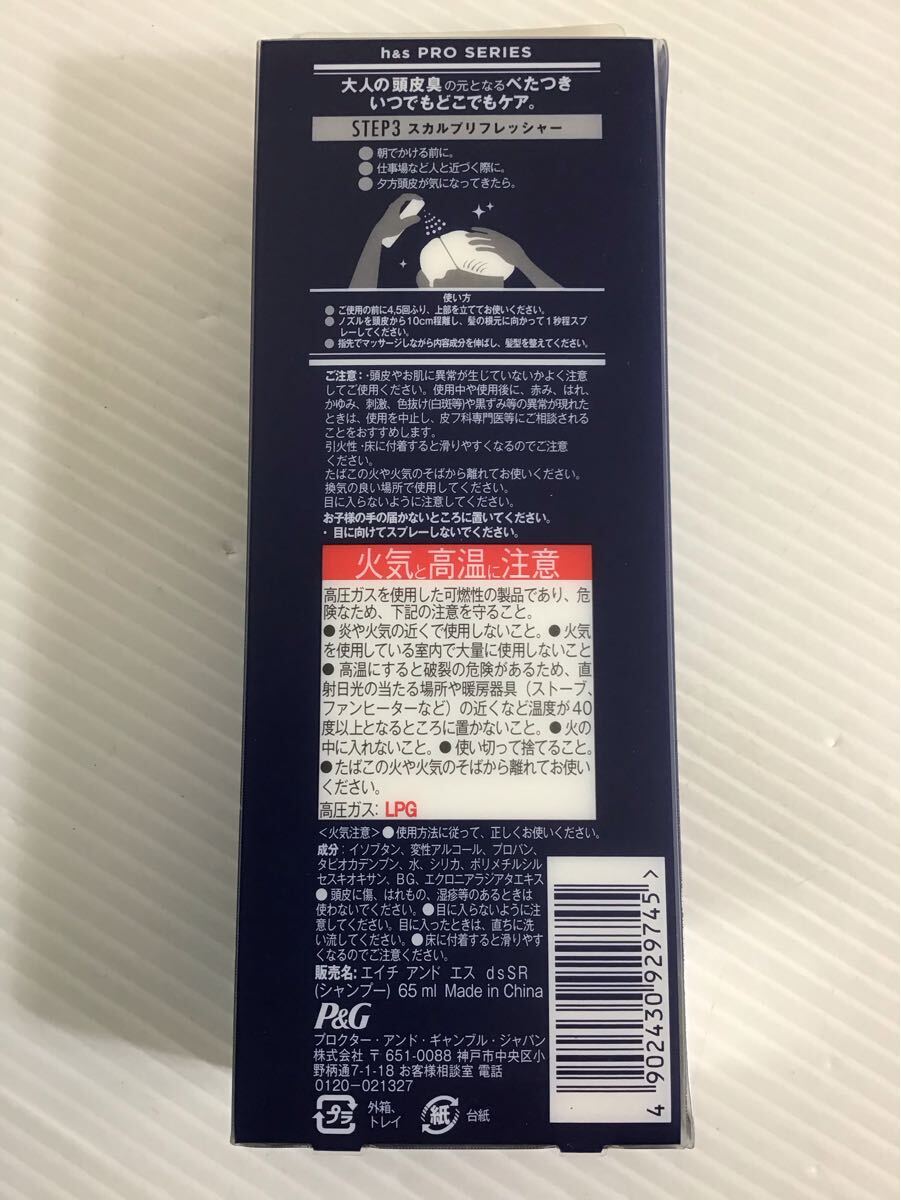 h&s PRO SERIES
大人の頭皮臭の元となるべたつき
いつでもどこでもケア。
STEP3 スカルプリフレッシャー
●朝でかける前に。
●仕事場など人と近づく際に。
●夕方頭皮が気になってきたら。
使い方
● ご使用の前に4,5回ふり、上部を立ててお使いください。
● ノズルを頭皮から10cm程離し、髪の根元に向かって1秒程スプ
レーしてください。
● 指先でマッサージしながら内容成分を伸ばし、髪型を整えてください。
ご注意:・頭皮やお肌に異常が生じていないかよく注意
してご使用ください。使用中や使用後に、赤み、はれ、
かゆみ、刺激、色抜け(白斑等)や黒ずみ等の異常が現れた
ときは、使用を中止し、皮フ科専門医等にご相談される
ことをおすすめします。
引火性・床に付着すると滑りやすくなるのでご注意
ください。
たばこの火や火気のそばから離れてお使いください。
換気の良い場所で使用してください。
目に入らないように注意してください。
お子様の手の届かないところに置いてください。
・目に向けてスプレーしないでください。
火気と高温に注意
高圧ガスを使用した可燃性の製品であり、危
険なため、下記の注意を守ること。
● 炎や火気の近くで使用しないこと。● 火気
を使用している室内で大量に使用しないこと
● 高温にすると破裂の危険があるため、直
射日光の当たる場所や暖房器具（ストーブ、
ファンヒーターなど）の近くなど温度が40
度以上となるところに置かないこと。● 火の
中に入れないこと。● 使い切って捨てること。
● たばこの火や火気のそばから離れてお使い
ください。
高圧ガス: LPG
<火気注意> ● 使用方法に従って、正しくお使いください。
成分: イソブタン、変性アルコール、プロパン、
タピオカデンプン、水、シリカ、ポリメチルシル
セスキオキサン、BG、エクロニアラジアタエキス
● 頭皮に傷、はれもの、湿疹等のあるときは
使わないでください。● 目に入らないように注
意してください。目に入ったときは、直ちに洗
い流してください。● 床に付着すると滑りやす
くなるのでご注意ください。
販売名: エイチ アンド エス dsSR
(シャンプー) 65 ml Made in China
P&G
プロクター・アンド・ギャンブル・ジャパン
株式会社 〒651-0088 神戸市中央区小
野柄通7-1-18 お客様相談室 電話
0120-021327
プラ 外箱、
トレイ
紙 台紙
4 902430 929745 >